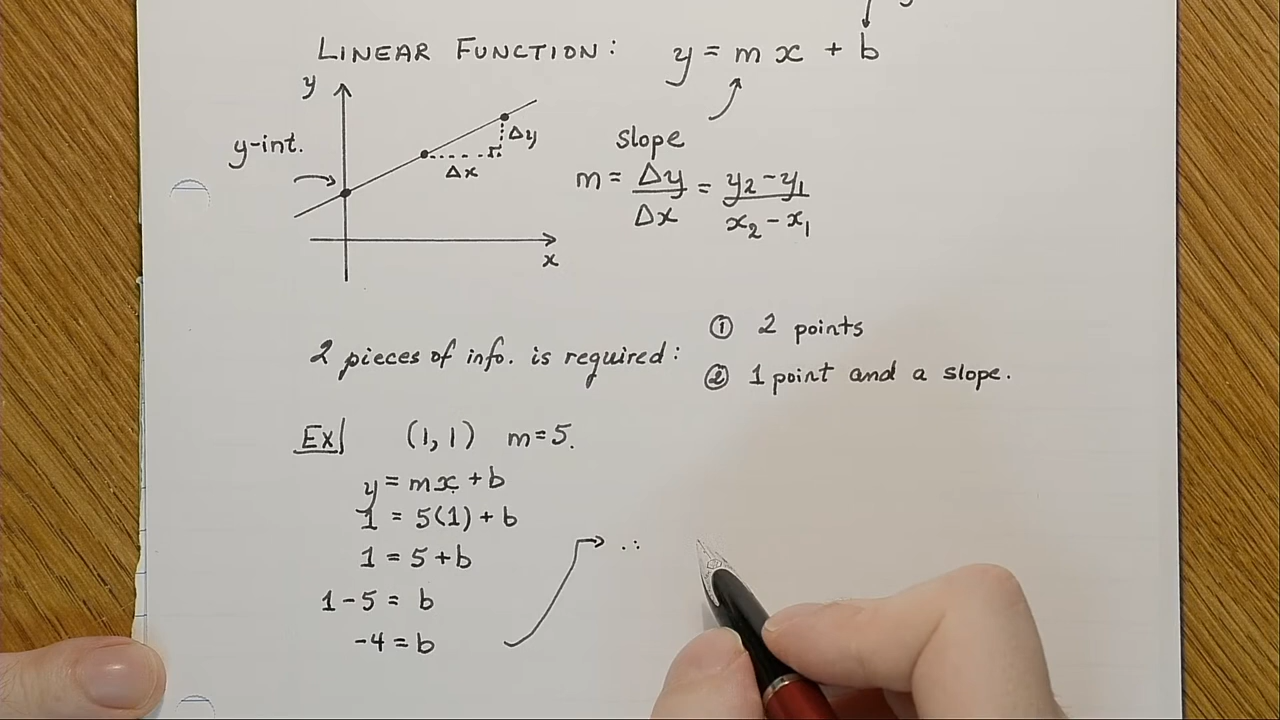 LINEAR FUNCTION: y = mx + b
y
y-int.
Δy
Δx
x
slope
m = Δy/Δx = y₂-y₁/x₂-x₁
2 pieces of info. is required:
① 2 points
② 1 point and a slope.
Ex (1,1) m=5.
y = mx + b
1 = 5(1) + b
1 = 5 + b
1 - 5 = b
-4 = b
∴